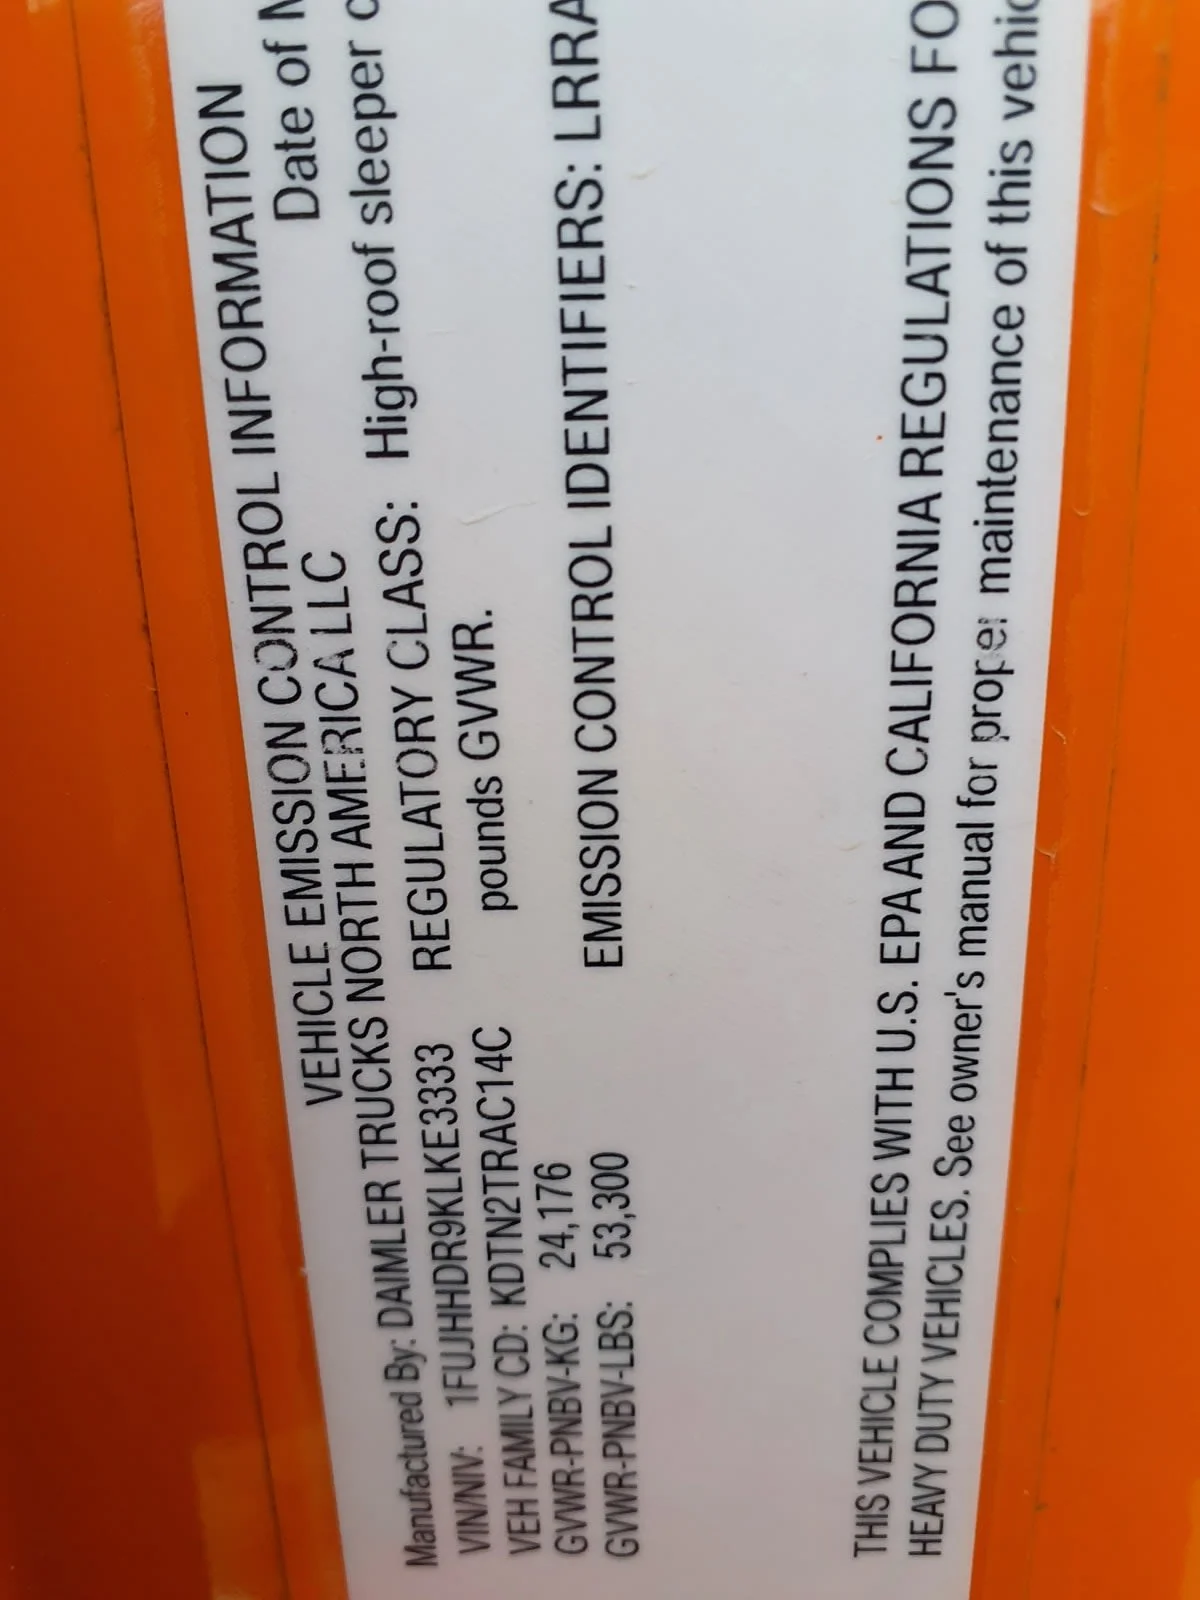 VEHICLE EMISSION CONTROL INFORMATION
Manufactured By: DAIMLER TRUCKS NORTH AMERICA LLC Date of
VIN/NIV: 1FUJHHDR9KLKE3333 REGULATORY CLASS: High-roof sleeper
VEH FAMILY CD: KDTN2TRAC14C pounds GVWR.
GVWR-PNBV-KG: 24,176
GVWR-PNBV-LBS: 53,300 EMISSION CONTROL IDENTIFIERS: LRRA
THIS VEHICLE COMPLIES WITH U.S. EPA AND CALIFORNIA REGULATIONS FO
HEAVY DUTY VEHICLES. See owner's manual for proper maintenance of this vehic